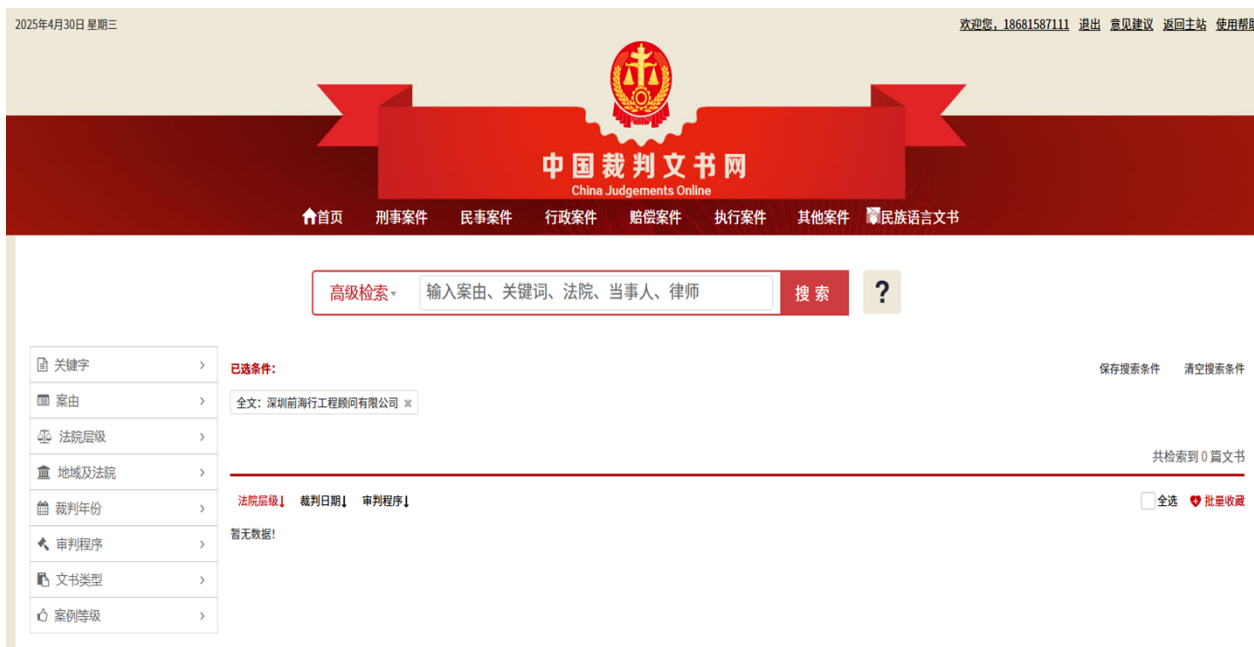 2025年4月30日 星期三
欢迎您，18681587111 退出 意见建议 返回主站 使用帮助
中国裁判文书网
China Judgements Online
首页 刑事案件 民事案件 行政案件 赔偿案件 执行案件 其他案件 民族语言文书
高级检索 输入案由、关键词、法院、当事人、律师 搜索 ?
关键字
案由
法院层级
地域及法院
裁判年份
审判程序
文书类型
案例等级
已选条件：
保存搜索条件 清空搜索条件
全文：深圳前海行工程顾问有限公司
共检索到 0 篇文书
法院层级 裁判日期 审判程序
全选 批量收藏
暂无数据!